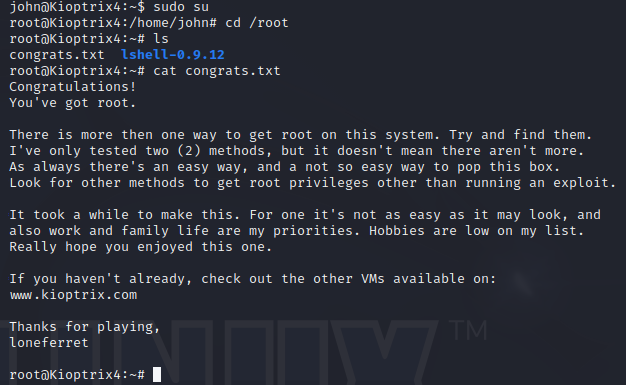 john@Kioptrix4:~$ sudo su
root@Kioptrix4:/home/john# cd /root
root@Kioptrix4:~# ls
congrats.txt  lshell-0.9.12
root@Kioptrix4:~# cat congrats.txt
Congratulations!
You've got root.

There is more then one way to get root on this system. Try and find them.
I've only tested two (2) methods, but it doesn't mean there aren't more.
As always there's an easy way, and a not so easy way to pop this box.
Look for other methods to get root privileges other than running an exploit.

It took a while to make this. For one it's not as easy as it may look, and
also work and family life are my priorities. Hobbies are low on my list.
Really hope you enjoyed this one.

If you haven't already, check out the other VMs available on:
www.kioptrix.com

Thanks for playing,
loneferret

root@Kioptrix4:~#
TM